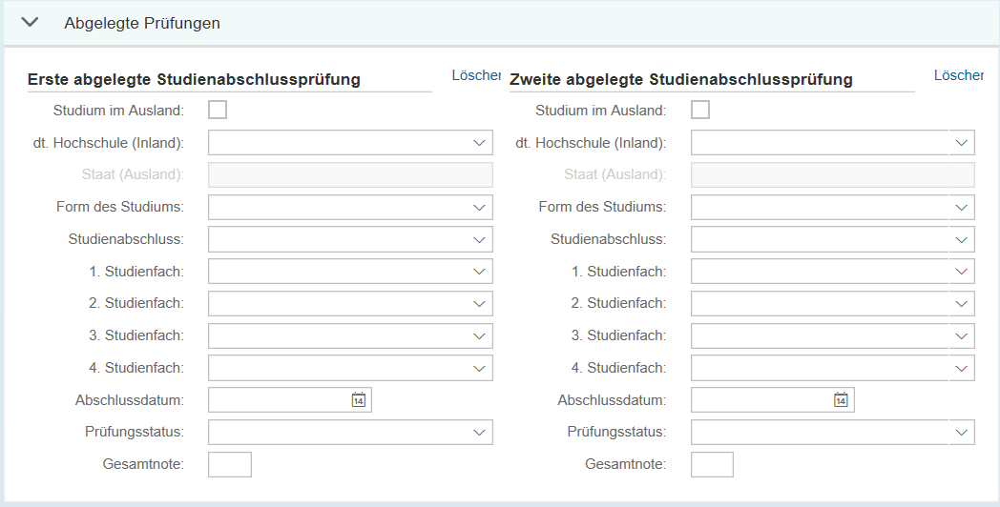 Abgelegte Prüfungen
Erste abgelegte Studienabschlussprüfung
Löschen
Studium im Ausland:
dt. Hochschule (Inland):
Staat (Ausland):
Form des Studiums:
Studienabschluss:
1. Studienfach:
2. Studienfach:
3. Studienfach:
4. Studienfach:
Abschlussdatum:
14
Prüfungsstatus:
Gesamtnote:
Zweite abgelegte Studienabschlussprüfung
Löschen
Studium im Ausland:
dt. Hochschule (Inland):
Staat (Ausland):
Form des Studiums:
Studienabschluss:
1. Studienfach:
2. Studienfach:
3. Studienfach:
4. Studienfach:
Abschlussdatum:
14
Prüfungsstatus:
Gesamtnote: